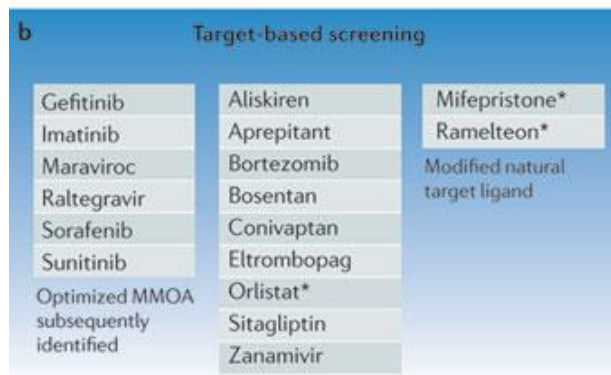 b
Target-based screening
Gefitinib
Imatinib
Maraviroc
Raltegravir
Sorafenib
Sunitinib
Optimized MMOA
subsequently
identified
Aliskiren
Aprepitant
Bortezomib
Bosentan
Conivaptan
Eltrombopag
Orlistat*
Sitagliptin
Zanamivir
Mifepristone*
Ramelteon*
Modified natural
target ligand